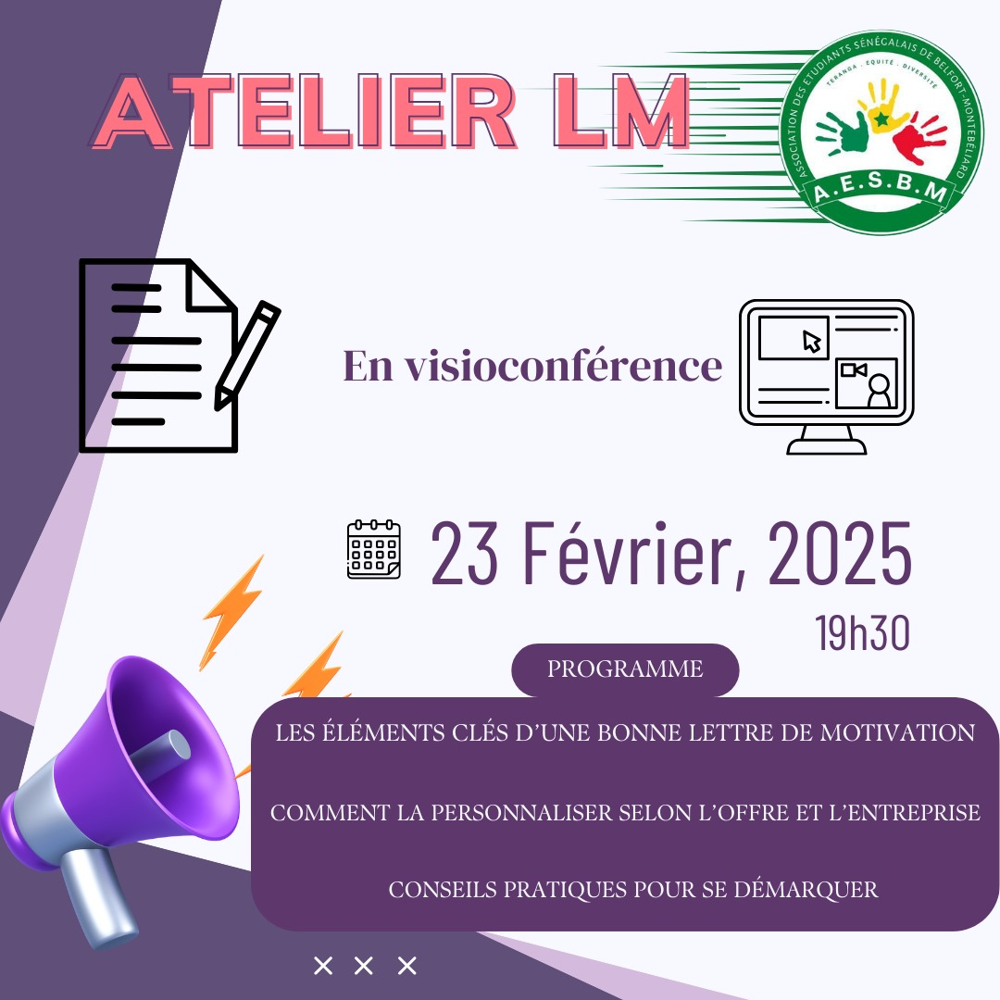 ATELIER LM
ASSOCIATION DES ETUDIANTS SÉNÉGALAIS DE BELFORT-MONTEBÉLIARD
TERANGA . EQUITÉ . DIVERSITÉ
A.E.S.B.M
En visioconférence
23 Février, 2025
19h30
PROGRAMME
LES ÉLÉMENTS CLÉS D'UNE BONNE LETTRE DE MOTIVATION
COMMENT LA PERSONNALISER SELON L'OFFRE ET L'ENTREPRISE
CONSEILS PRATIQUES POUR SE DÉMARQUER